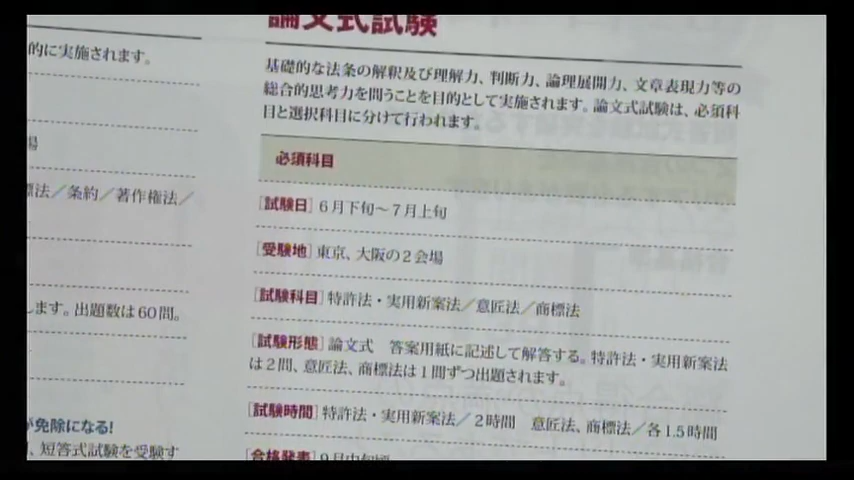 的に実施されます。
場
標法／条約／著作権法／
します。出題数は60問。
が免除になる!
、短答式試験を受験す
論文式試験
基礎的な法条の解釈及び理解力、判断力、論理展開力、文章表現力等の
総合的思考力を問うことを目的として実施されます。論文式試験は、必須科
目と選択科目に分けて行われます。
必須科目
[試験日] 6月下旬〜7月上旬
[受験地] 東京、大阪の2会場
[試験科目] 特許法・実用新案法／意匠法／商標法
[試験形態] 論文式　答案用紙に記述して解答する。特許法・実用新案法
は2問、意匠法、商標法は1問ずつ出題されます。
[試験時間] 特許法・実用新案法／2時間　意匠法、商標法／各1.5時間
[合格発表] 9月中旬頃